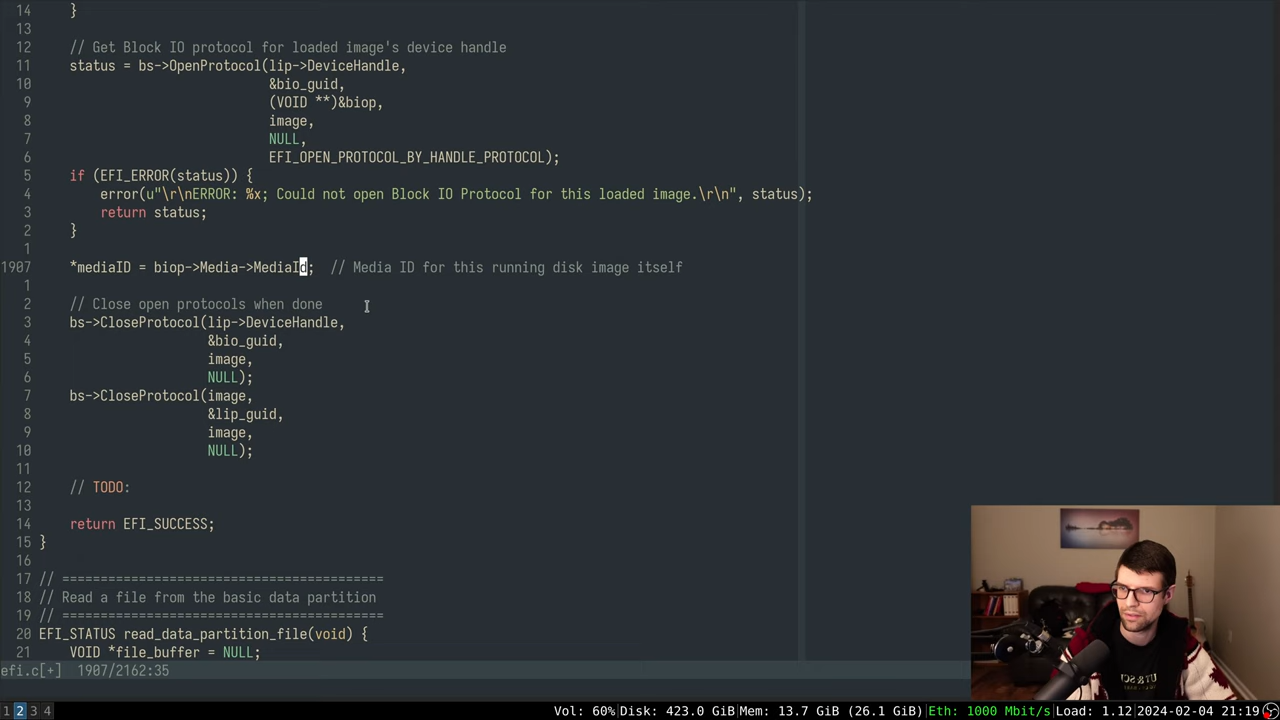 14 }
13
12 // Get Block IO protocol for loaded image's device handle
11 status = bs->OpenProtocol(lip->DeviceHandle,
10 &bio_guid,
9 (VOID **)&biop,
8 image,
7 NULL,
6 EFI_OPEN_PROTOCOL_BY_HANDLE_PROTOCOL);
5 if (EFI_ERROR(status)) {
4 error(u"\r\nERROR: %x; Could not open Block IO Protocol for this loaded image.\r\n", status);
3 return status;
2 }
1
1907 *mediaID = biop->Media->MediaId; // Media ID for this running disk image itself
1
2 // Close open protocols when done
3 bs->CloseProtocol(lip->DeviceHandle,
4 &bio_guid,
5 image,
6 NULL);
7 bs->CloseProtocol(image,
8 &lip_guid,
9 image,
10 NULL);
11
12 // TODO:
13
14 return EFI_SUCCESS;
15 }
16
17 // ==========================================
18 // Read a file from the basic data partition
19 // ==========================================
20 EFI_STATUS read_data_partition_file(void) {
21 VOID *file_buffer = NULL;
efi.c[+] 1907/2162:35
1 2 3 4 Vol: 60% Disk: 423.0 GiB Mem: 13.7 GiB (26.1 GiB) Eth: 1000 Mbit/s Load: 1.12 2024-02-04 21:19